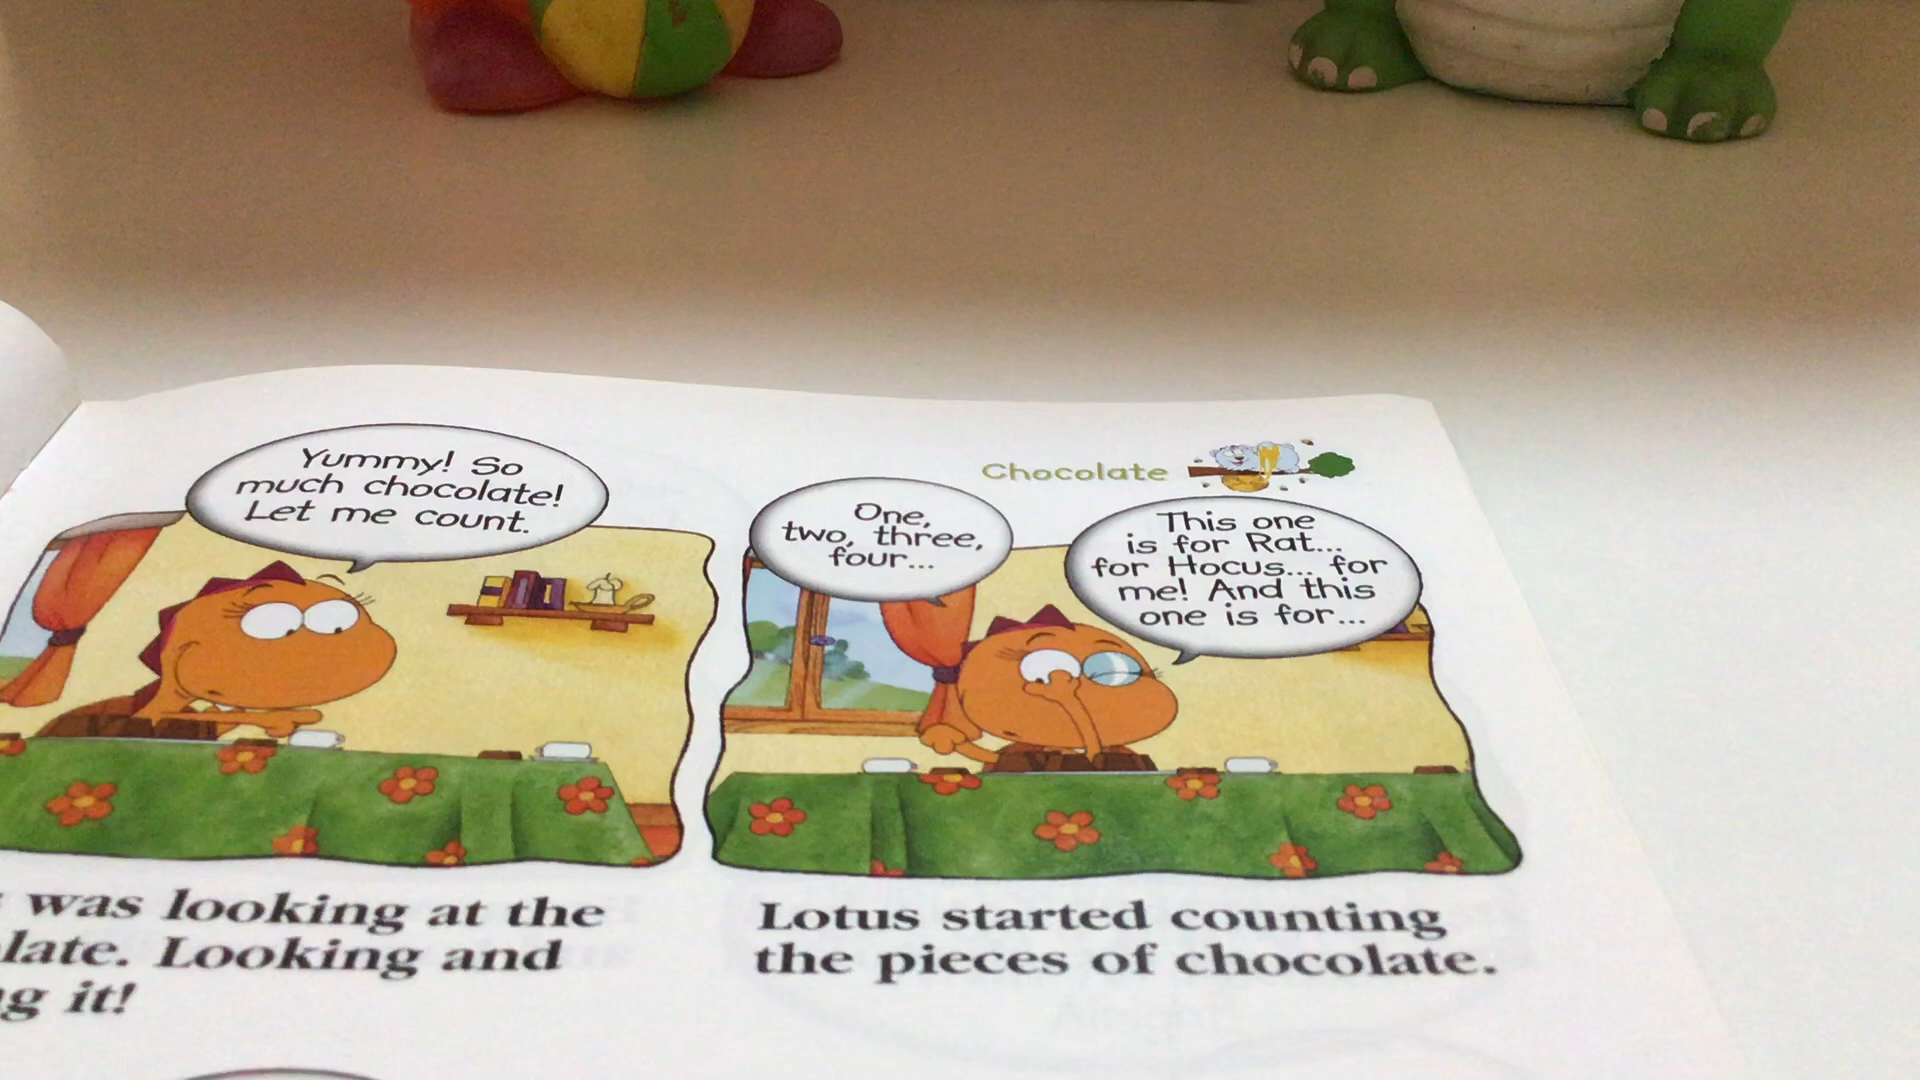 Yummy! So
much chocolate!
Let me count.
was looking at the
late. Looking and
it!
Chocolate
One,
two, three,
four...
This one
is for Rat...
for Hocus... for
me! And this
one is for...
Lotus started counting
the pieces of chocolate.